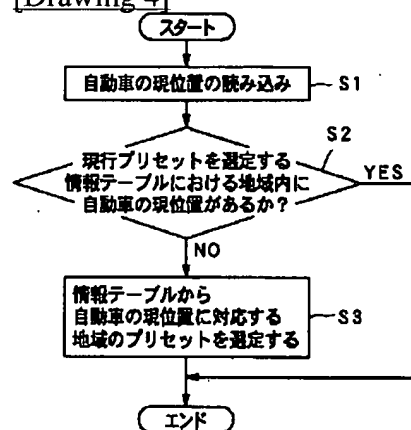 [Drawing 4]
スタート
自動車の現位置の読み込み
S1
S2
現行プリセットを選定する
情報テーブルにおける地域内に
自動車の現位置があるか?
YES
NO
情報テーブルから
自動車の現位置に対応する
地域のプリセットを選定する
S3
エンド